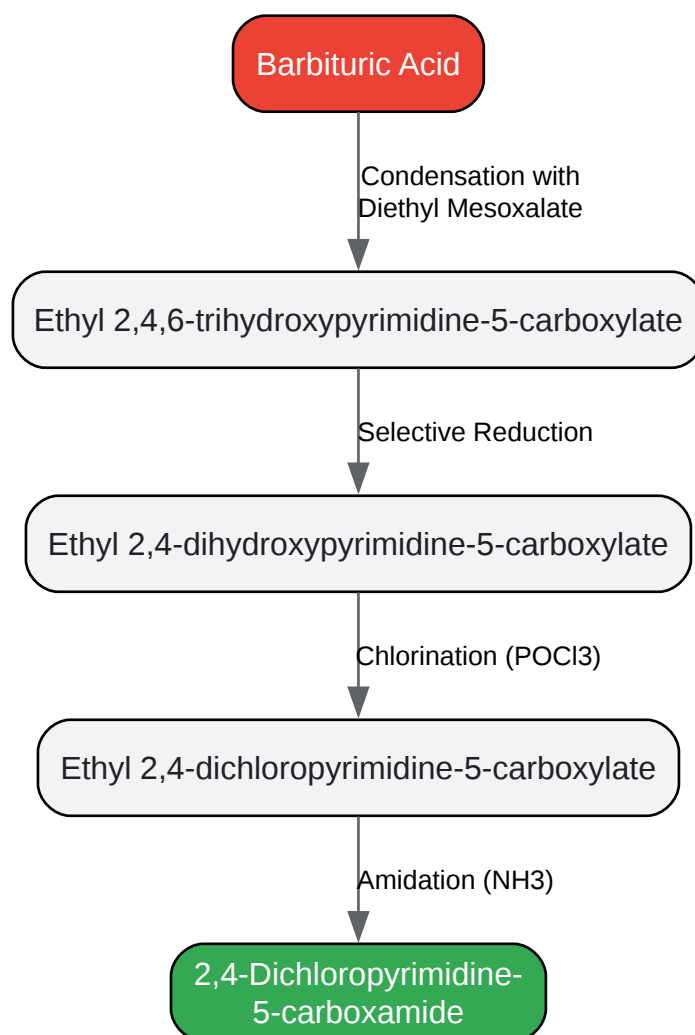 Barbituric Acid
Condensation with
Diethyl Mesoxalate
Ethyl 2,4,6-trihydroxypyrimidine-5-carboxylate
Selective Reduction
Ethyl 2,4-dihydroxypyrimidine-5-carboxylate
Chlorination (POCl3)
Ethyl 2,4-dichloropyrimidine-5-carboxylate
Amidation (NH3)
2,4-Dichloropyrimidine-
5-carboxamide